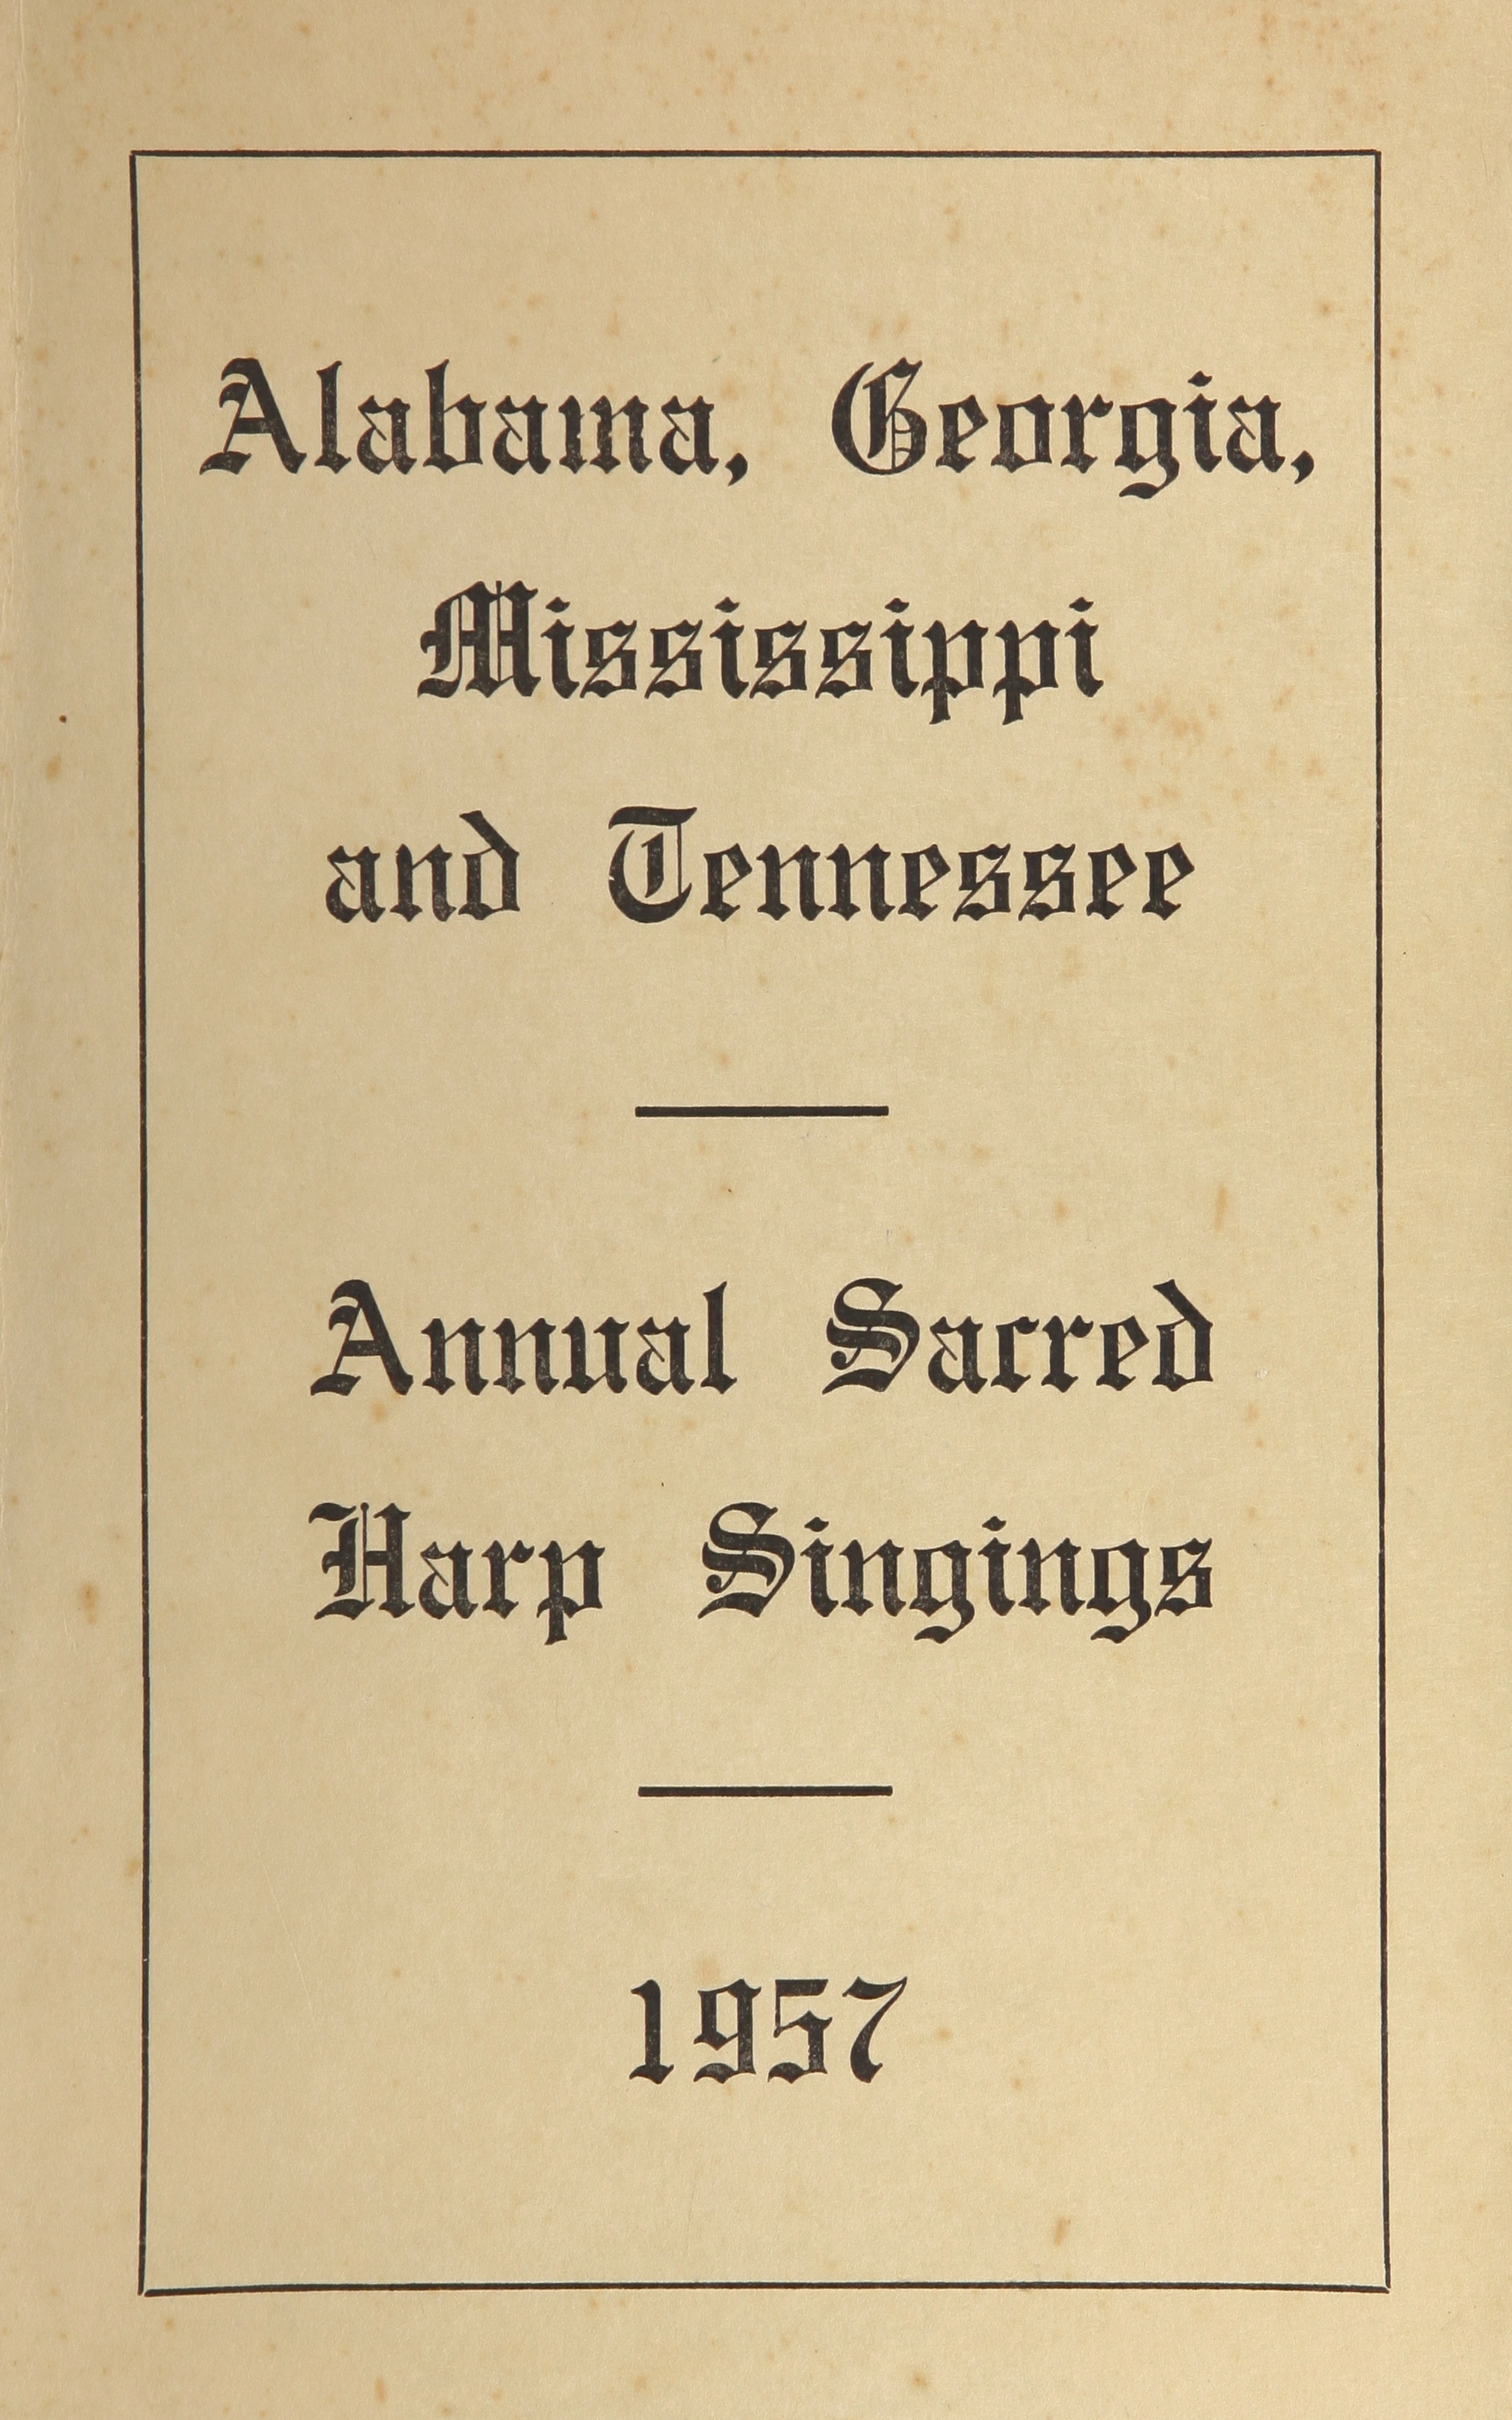 Alabama, Georgia,
Mississippi
and Tennessee
Annual Sacred
Harp Singings
1957